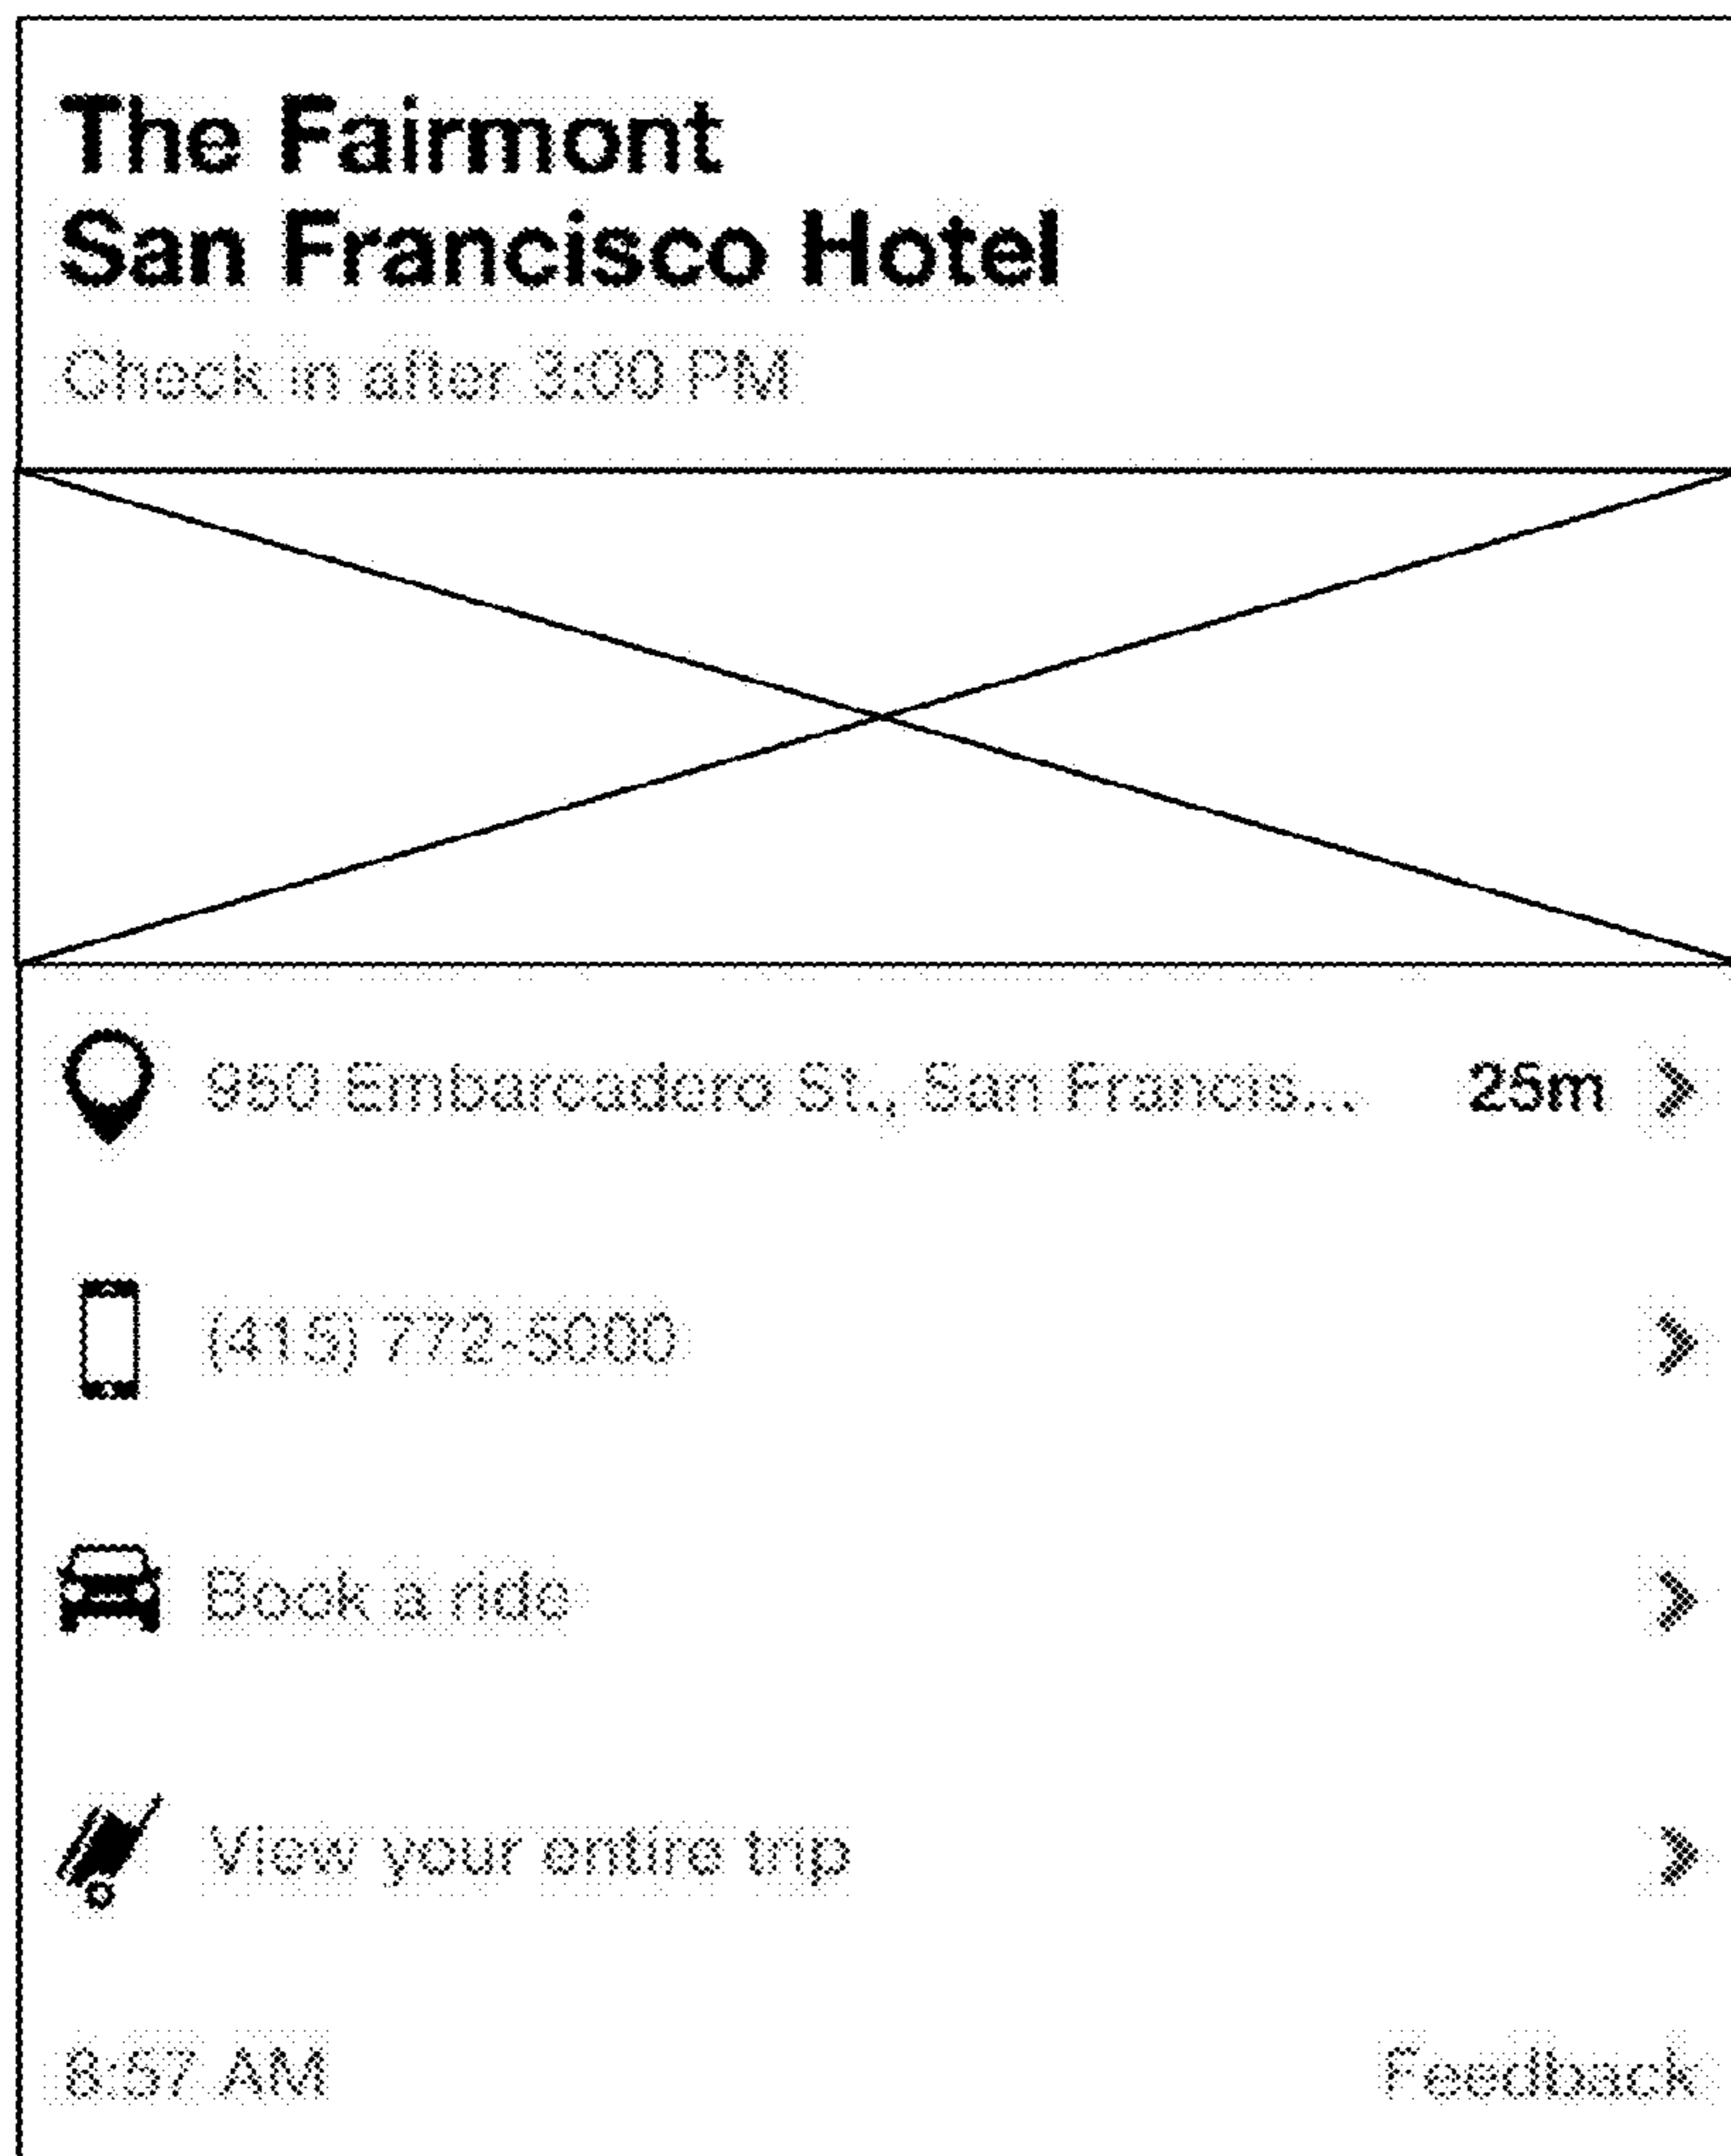 The Fairmont
San Francisco Hotel
Check in after 3:00 PM
950 Embarcadero St., San Francis... 25m
(415) 772-5000
Book a ride
View your entire trip
8:57 AM Feedback